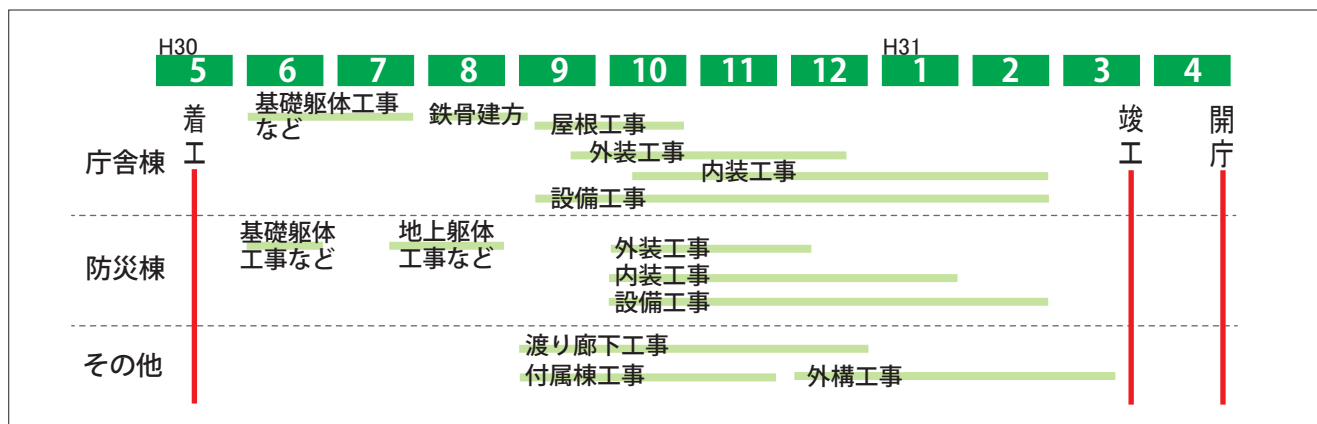 H30 H31
5 6 7 8 9 10 11 12 1 2 3 4
着工
竣工
開庁
庁舎棟
基礎躯体工事
など
鉄骨建方
屋根工事
外装工事
内装工事
設備工事
防災棟
基礎躯体
工事など
地上躯体
工事など
外装工事
内装工事
設備工事
その他
渡り廊下工事
付属棟工事
外構工事